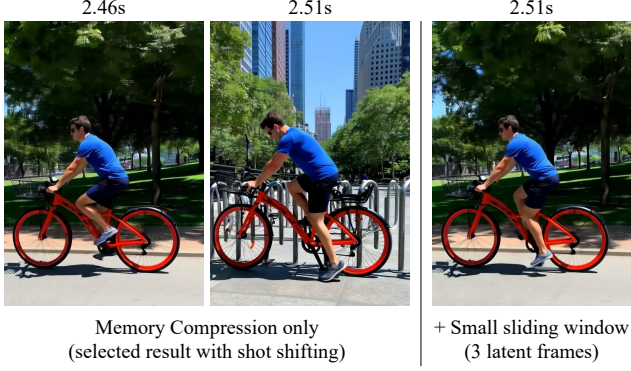 2.46s
2.51s
2.51s
Memory Compression only
(selected result with shot shifting)
+ Small sliding window
(3 latent frames)